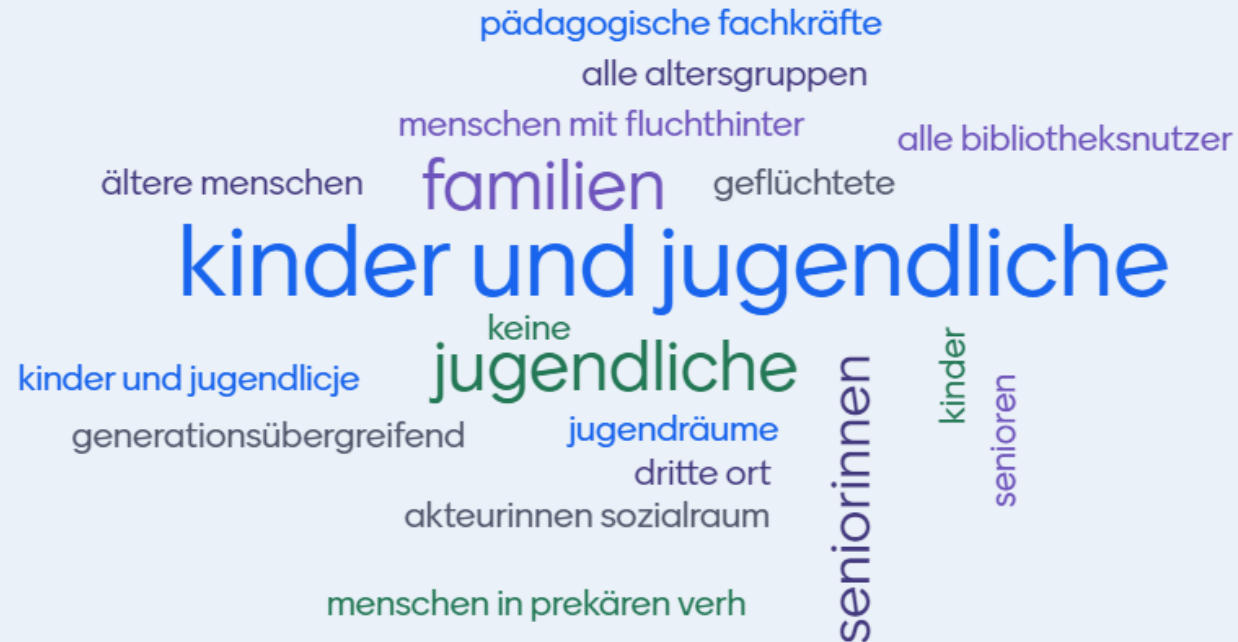 pädagogische fachkräfte
alle altersgruppen
menschen mit fluchthinter
alle bibliotheksnutzer
ältere menschen
familien
geflüchtete
kinder und jugendliche
keine
jugendliche
kinder
kinder und jugendlicje
senioren
seniorinnen
generationsübergreifend
jugendräume
dritte ort
akteurinnen sozialraum
menschen in prekären verh